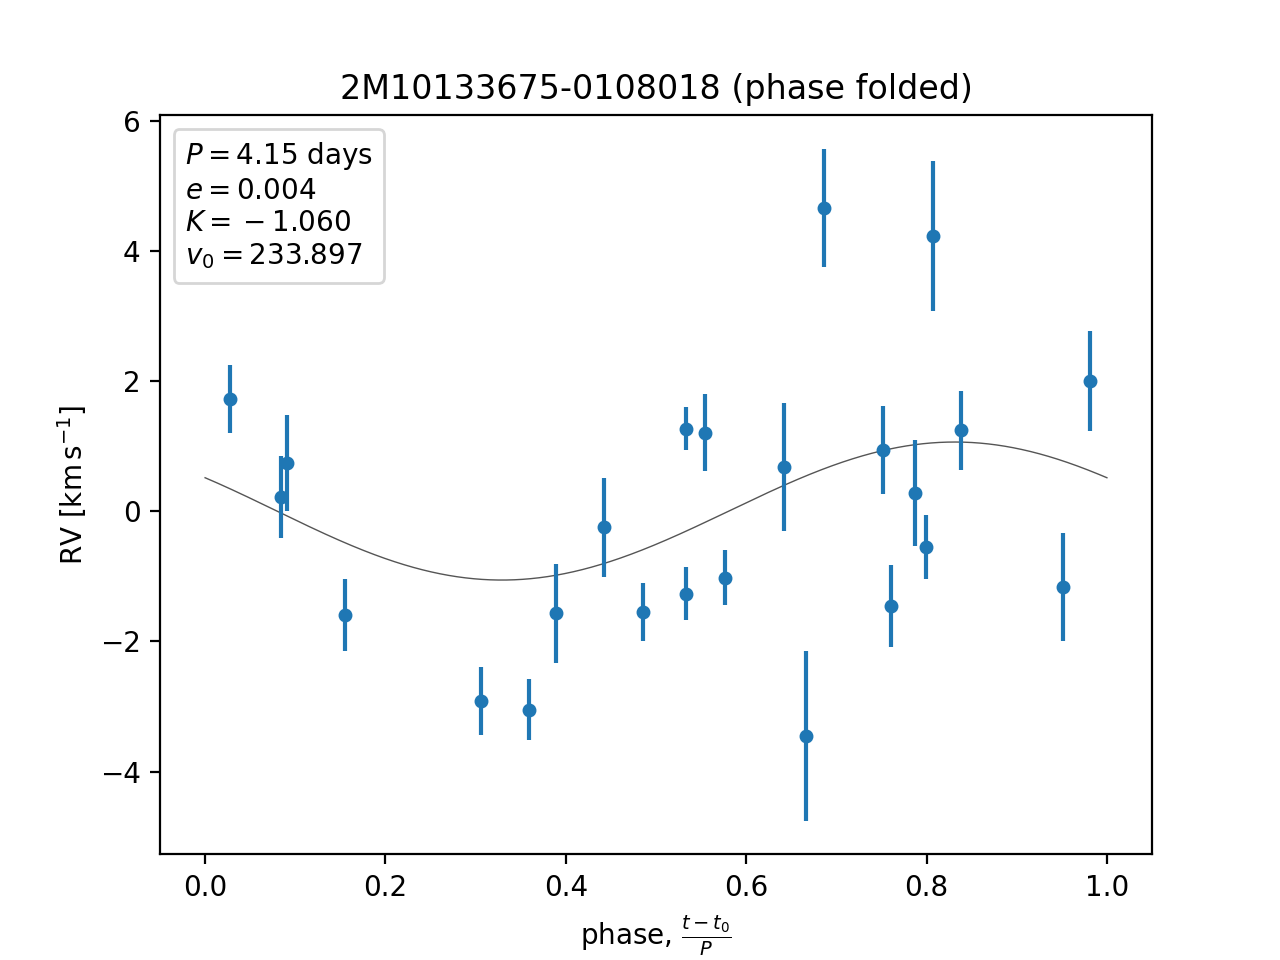 2M10133675-0108018 (phase folded)
P = 4.15 days
e = 0.004
K = −1.060
v₀ = 233.897
6
4
2
0
−2
−4
RV [km s⁻¹]
0.0 0.2 0.4 0.6 0.8 1.0
phase, (t − t₀)/P